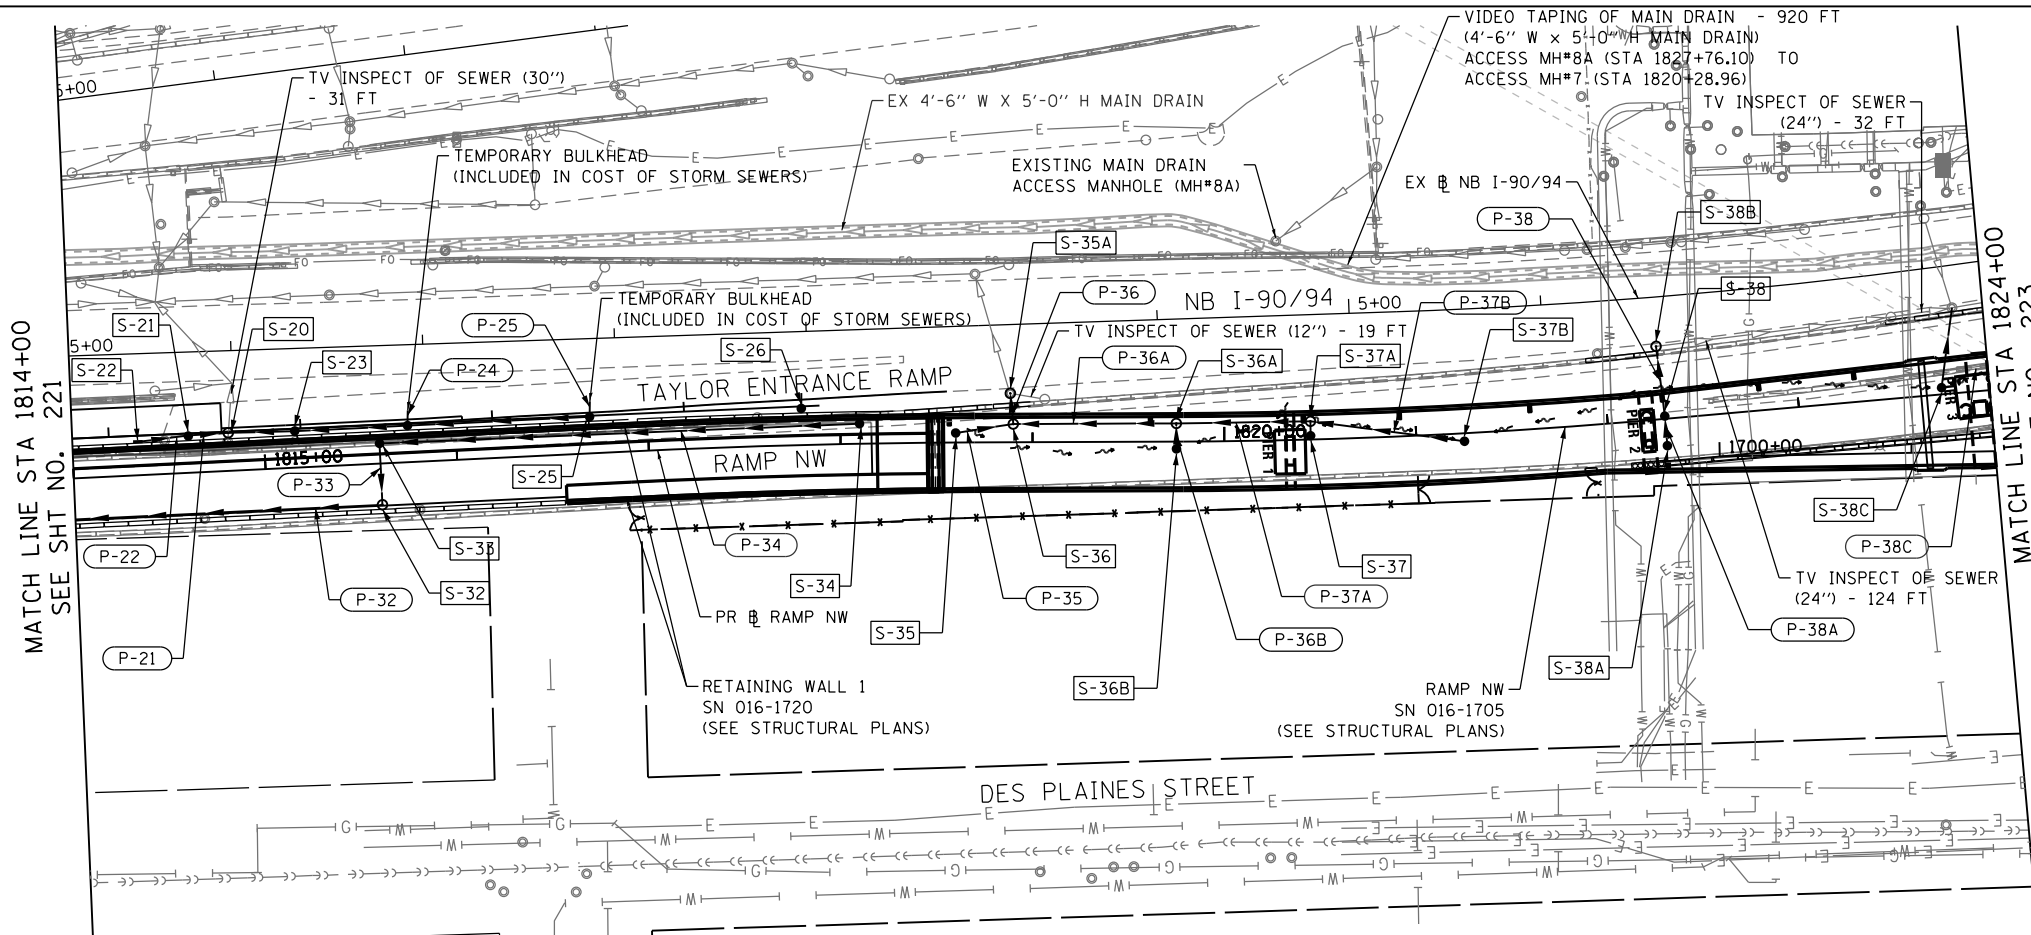 VIDEO TAPING OF MAIN DRAIN - 920 FT
(4'-6" W x 5'-0" H MAIN DRAIN)
ACCESS MH#8A (STA 1827+76.10) TO
ACCESS MH#7 (STA 1820+28.96)
TV INSPECT OF SEWER (30")
- 31 FT
5+00
EX 4'-6" W X 5'-0" H MAIN DRAIN
TV INSPECT OF SEWER
(24") - 32 FT
TEMPORARY BULKHEAD
(INCLUDED IN COST OF STORM SEWERS)
EXISTING MAIN DRAIN
ACCESS MANHOLE (MH#8A)
EX BL NB I-90/94
P-38
S-38B
S-35A
P-36
NB I-90/94
5+00
P-37B
S-38
TEMPORARY BULKHEAD
(INCLUDED IN COST OF STORM SEWERS)
S-21
S-20
P-25
TV INSPECT OF SEWER (12") - 19 FT
S-37B
5+00
S-22
S-23
P-24
S-26
P-36A
S-36A
S-37A
TAYLOR ENTRANCE RAMP
MATCH LINE STA 1814+00
SEE SHT NO. 221
MATCH LINE STA 1824+00
223
1815+00
RAMP NW
1820+00
PIER 1
PIER 2
1700+00
PIER 3
P-33
S-25
S-38C
P-22
S-33
P-34
S-36
S-37
P-38C
S-34
TV INSPECT OF SEWER
(24") - 124 FT
P-32
S-32
P-35
P-37A
PR BL RAMP NW
S-35
P-36B
P-38A
P-21
S-38A
RETAINING WALL 1
SN 016-1720
(SEE STRUCTURAL PLANS)
S-36B
RAMP NW
SN 016-1705
(SEE STRUCTURAL PLANS)
DES PLAINES STREET